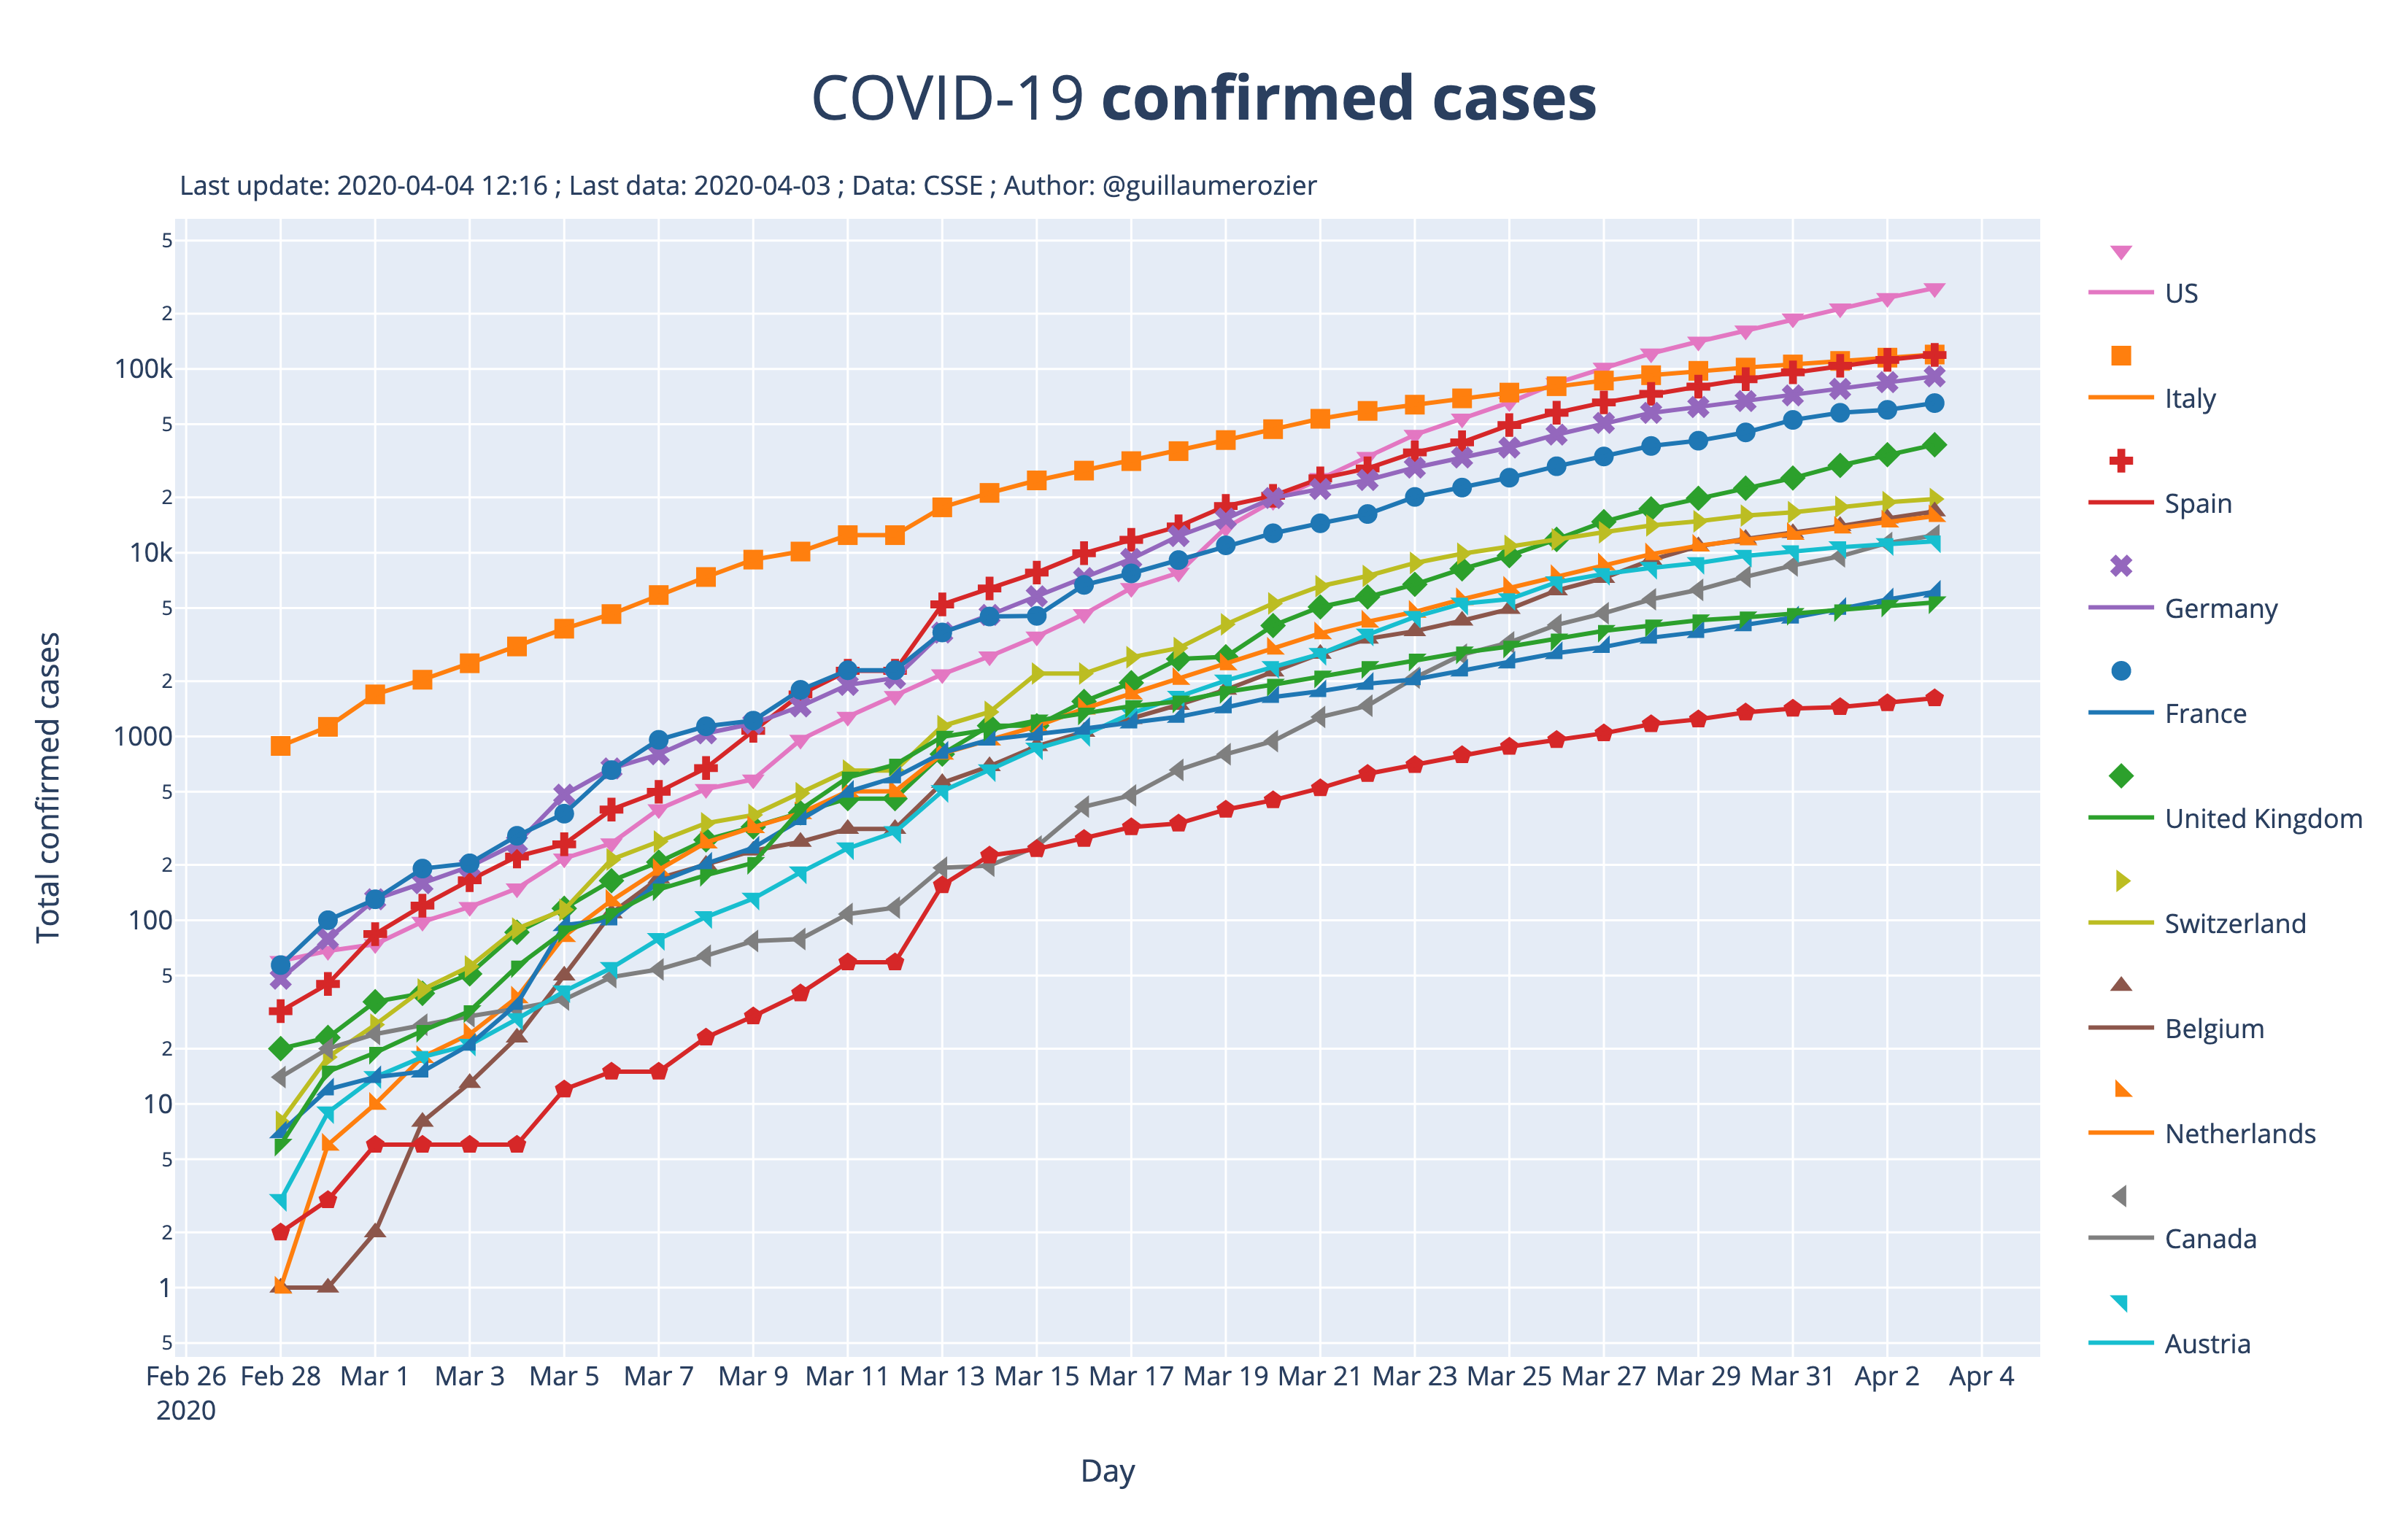 COVID-19 confirmed cases
Last update: 2020-04-04 12:16 ; Last data: 2020-04-03 ; Data: CSSE ; Author: @guillaumerozier
5
2
100k
5
2
10k
5
2
1000
5
2
100
5
2
10
5
2
1
5
Total confirmed cases
Feb 26 Feb 28 Mar 1 Mar 3 Mar 5 Mar 7 Mar 9 Mar 11 Mar 13 Mar 15 Mar 17 Mar 19 Mar 21 Mar 23 Mar 25 Mar 27 Mar 29 Mar 31 Apr 2 Apr 4
2020
Day
US
Italy
Spain
Germany
France
United Kingdom
Switzerland
Belgium
Netherlands
Canada
Austria